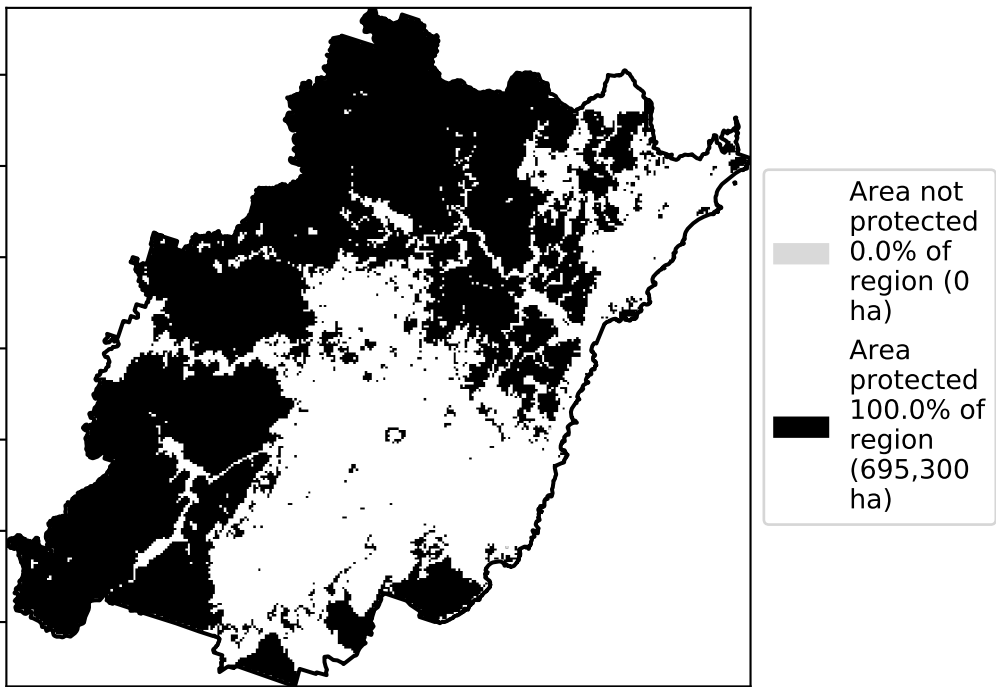 Area not
protected
0.0% of
region (0
ha)
Area
protected
100.0% of
region
(695,300
ha)